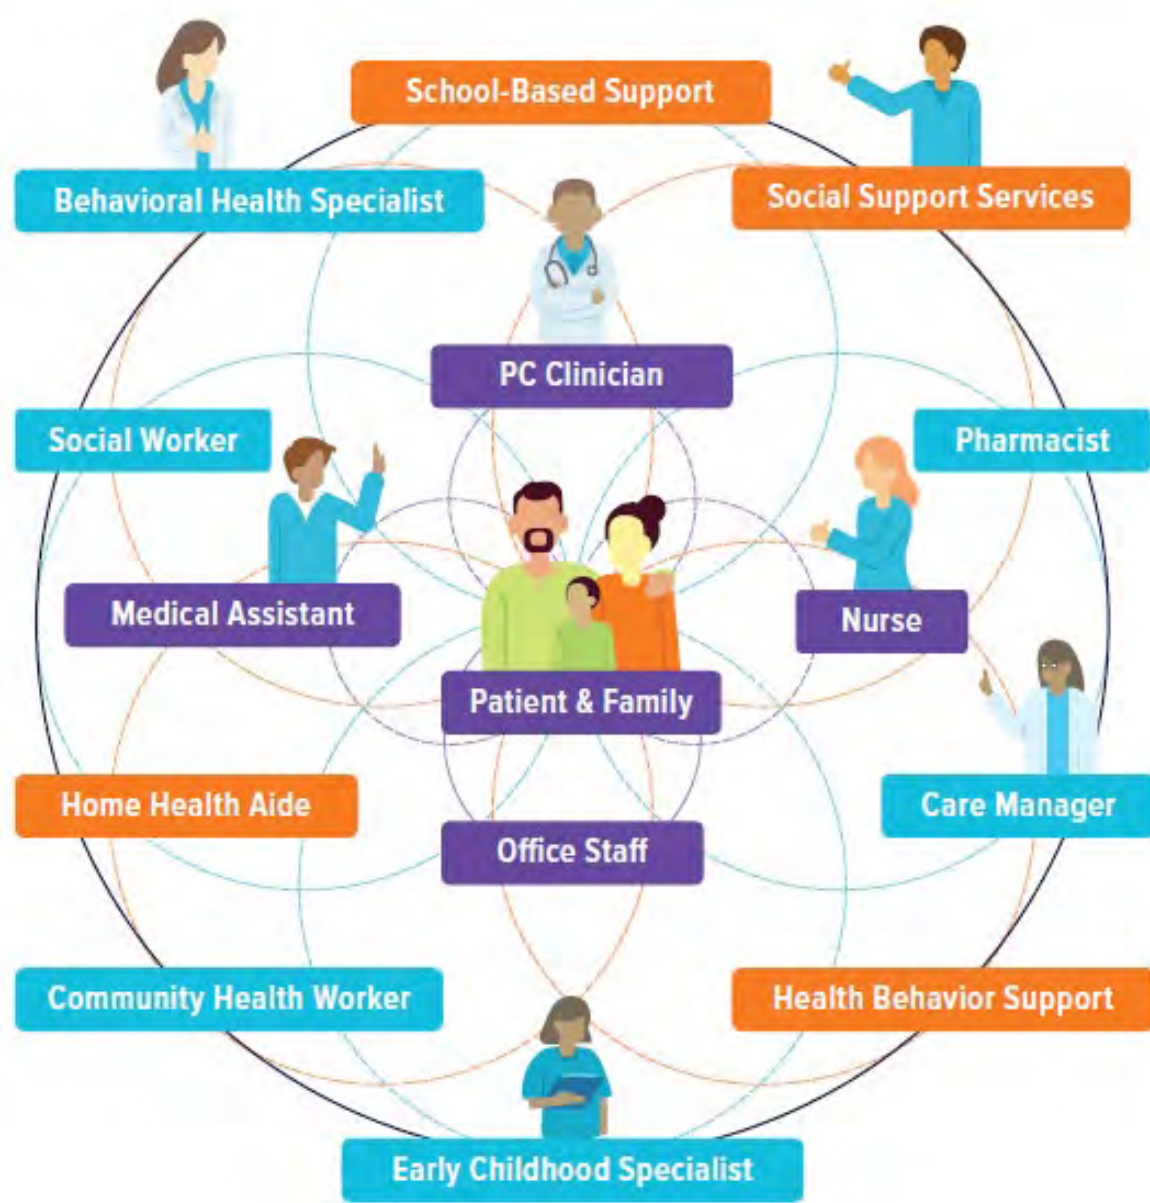 School-Based Support
Behavioral Health Specialist
Social Support Services
PC Clinician
Social Worker
Pharmacist
Medical Assistant
Nurse
Patient & Family
Home Health Aide
Care Manager
Office Staff
Community Health Worker
Health Behavior Support
Early Childhood Specialist